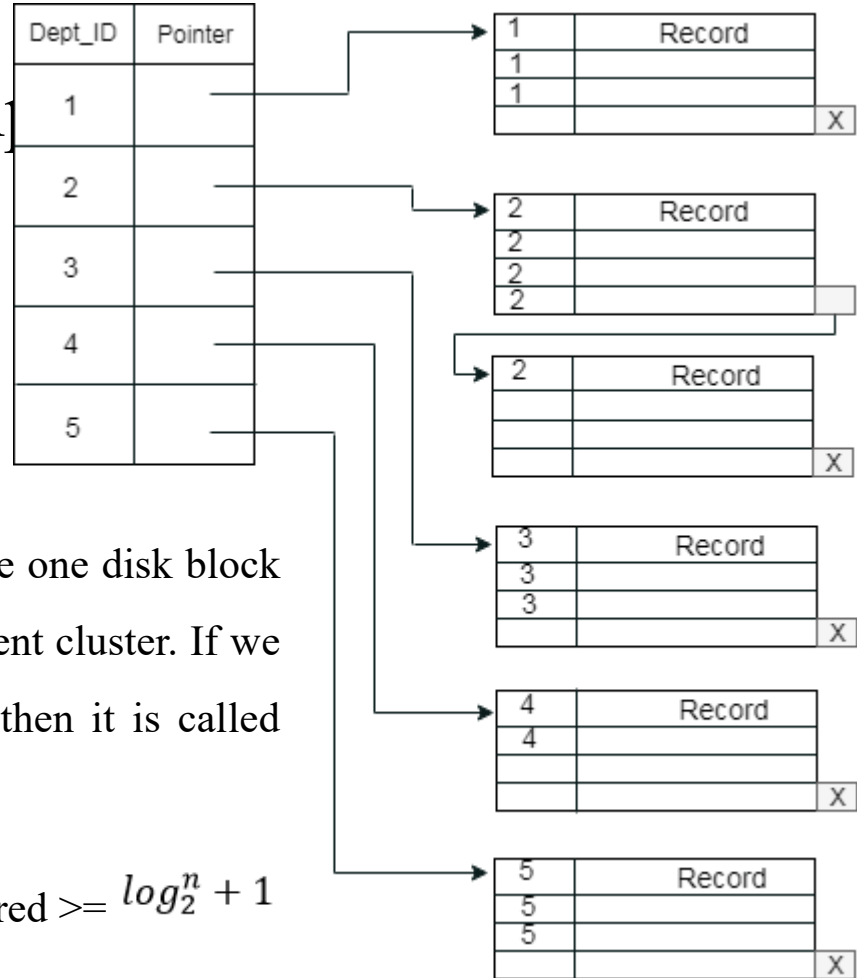 Dept_ID Pointer
1
2
3
4
5
1 Record
1
1
X
2 Record
2
2
2
2 Record
X
3 Record
3
3
X
4 Record
4
X
5 Record
5
5
X
one disk block
cluster. If we
then it is called
>= log₂ⁿ + 1